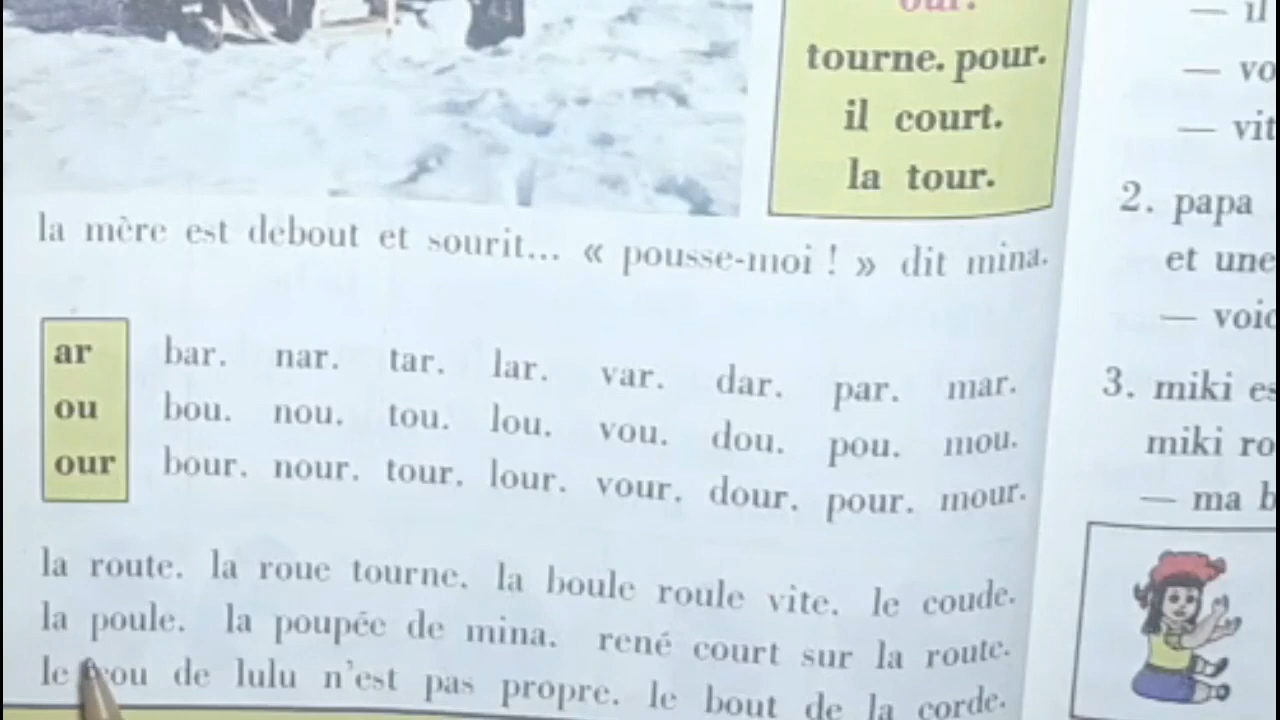 our.
tourne. pour.
il court.
la tour.
la mère est debout et sourit... « pousse-moi ! » dit mina.
ar bar. nar. tar. lar. var. dar. par. mar.
ou bou. nou. tou. lou. vou. dou. pou. mou.
our bour. nour. tour. lour. vour. dour. pour. mour.
la route. la roue tourne. la boule roule vite. le coude.
la poule. la poupée de mina. rené court sur la route.
le cou de lulu n'est pas propre. le bout de la corde.
— il
2. papa
et une
3. miki
miki
— ma